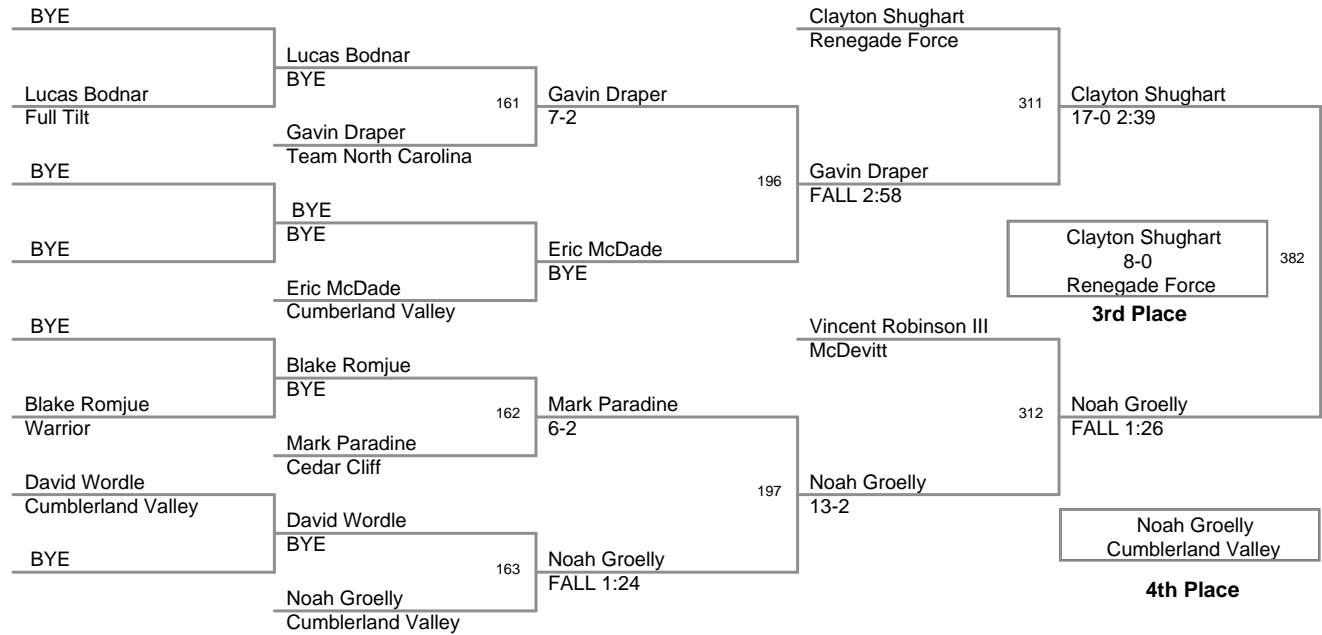 BYE
Lucas Bodnar
Full Tilt
BYE
BYE
BYE
Blake Romjue
Warrior
David Wordle
Cumblerland Valley
BYE
Lucas Bodnar
BYE
Gavin Draper
Team North Carolina
BYE
BYE
Eric McDade
Cumberland Valley
Blake Romjue
BYE
Mark Paradine
Cedar Cliff
David Wordle
BYE
Noah Groelly
Cumblerland Valley
161
162
163
Gavin Draper
7-2
Eric McDade
BYE
Mark Paradine
6-2
Noah Groelly
FALL 1:24
196
197
Clayton Shughart
Renegade Force
Gavin Draper
FALL 2:58
Vincent Robinson III
McDevitt
Noah Groelly
13-2
311
312
Clayton Shughart
17-0 2:39
Noah Groelly
FALL 1:26
382
Clayton Shughart
8-0
Renegade Force
3rd Place
Noah Groelly
Cumblerland Valley
4th Place